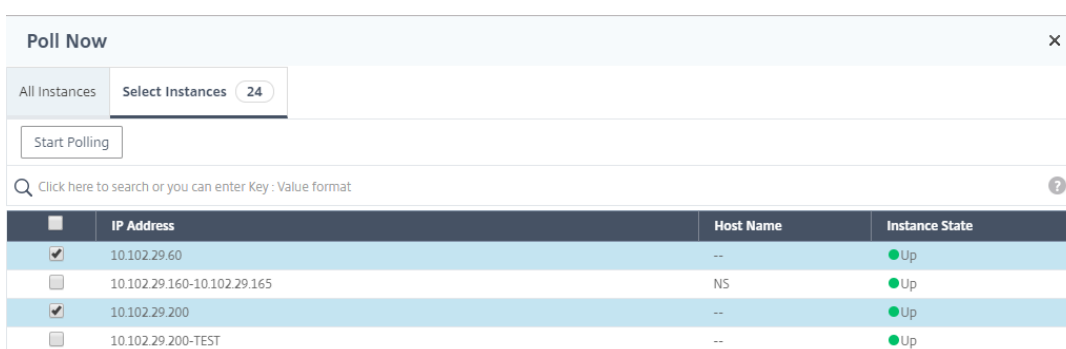 Poll Now ×
All Instances Select Instances 24
Start Polling
Click here to search or you can enter Key : Value format ?
IP Address Host Name Instance State
10.102.29.60 -- Up
10.102.29.160-10.102.29.165 NS Up
10.102.29.200 -- Up
10.102.29.200-TEST -- Up